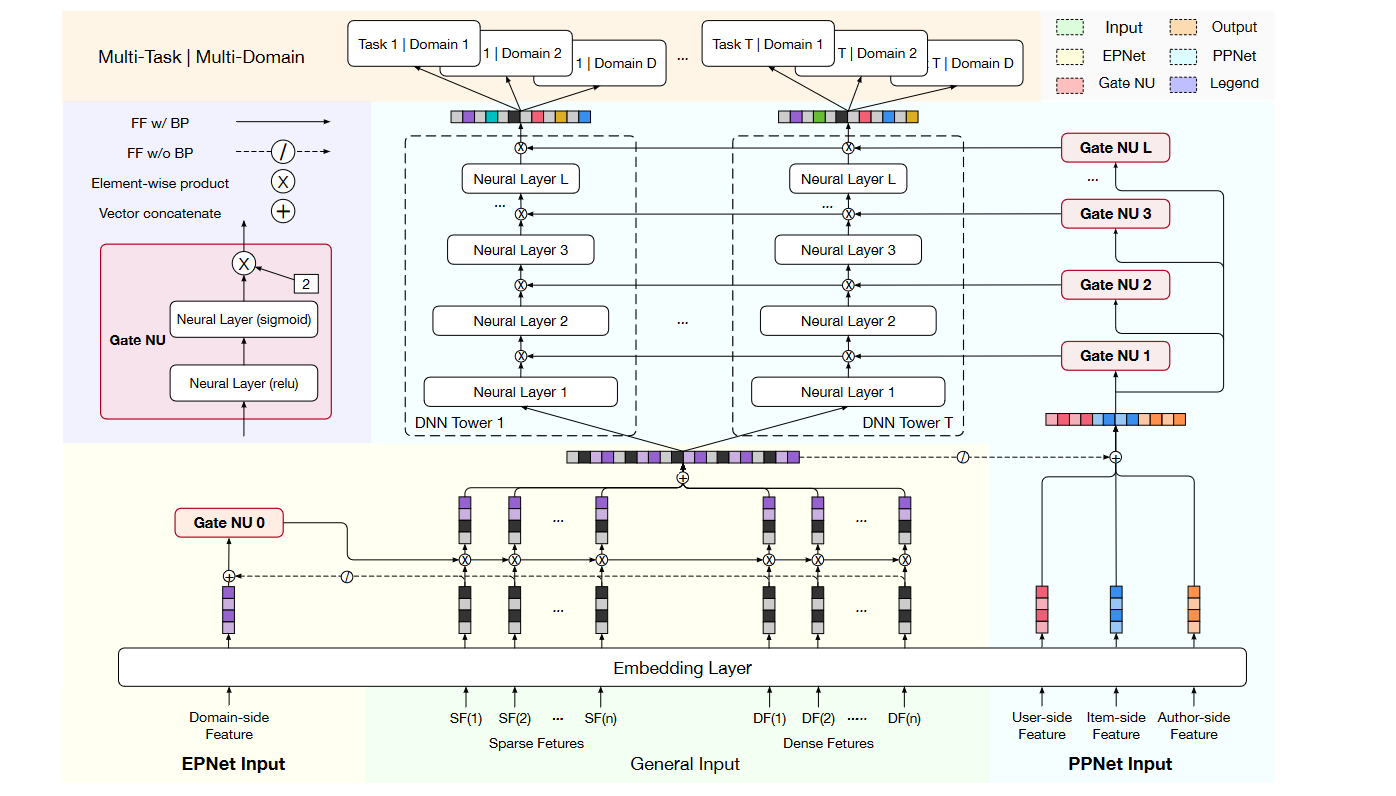 Multi-Task | Multi-Domain
Task 1 | Domain 1
1 | Domain 2
1 | Domain D
...
Task T | Domain 1
T | Domain 2
T | Domain D
Input
Output
EPNet
PPNet
Gate NU
Legend
FF w/ BP
FF w/o BP
/
Element-wise product
X
Vector concatenate
+
X
2
Neural Layer (sigmoid)
Gate NU
Neural Layer (relu)
X
Neural Layer L
...
X
Neural Layer 3
X
Neural Layer 2
X
Neural Layer 1
DNN Tower 1
...
X
Neural Layer L
...
X
Neural Layer 3
X
Neural Layer 2
X
Neural Layer 1
DNN Tower T
Gate NU L
...
Gate NU 3
Gate NU 2
Gate NU 1
/
+
+
Gate NU 0
... ...
X X X X X X
+ /
... ...
Embedding Layer
Domain-side
Feature
EPNet Input
SF(1) SF(2) ... SF(n)
Sparse Fetures
DF(1) DF(2) ..... DF(n)
Dense Fetures
General Input
User-side
Feature
Item-side
Feature
Author-side
Feature
PPNet Input